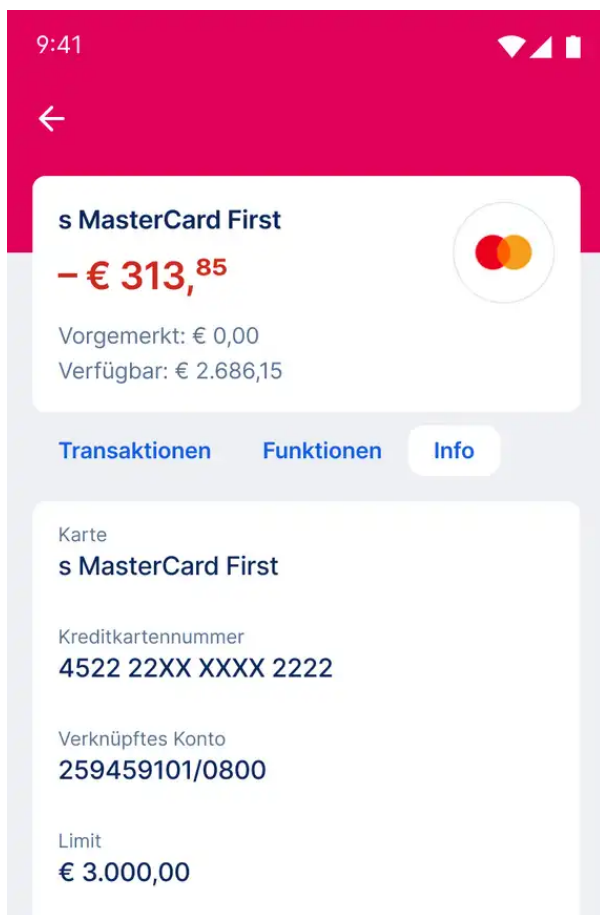 9:41
s MasterCard First
– € 313,85
Vorgemerkt: € 0,00
Verfügbar: € 2.686,15
Transaktionen Funktionen Info
Karte
s MasterCard First
Kreditkartennummer
4522 22XX XXXX 2222
Verknüpftes Konto
259459101/0800
Limit
€ 3.000,00